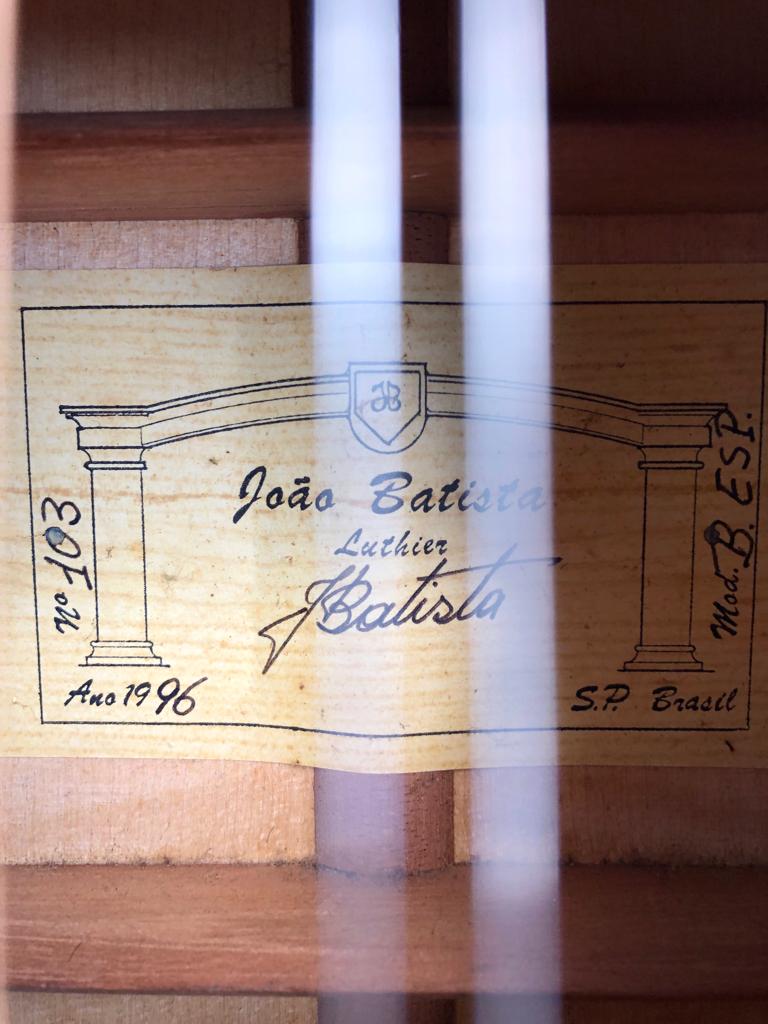 JB
João Batista
Luthier
JBatista
Nº 103
Mod. B. ESP.
Ano 1996
S.P. Brasil